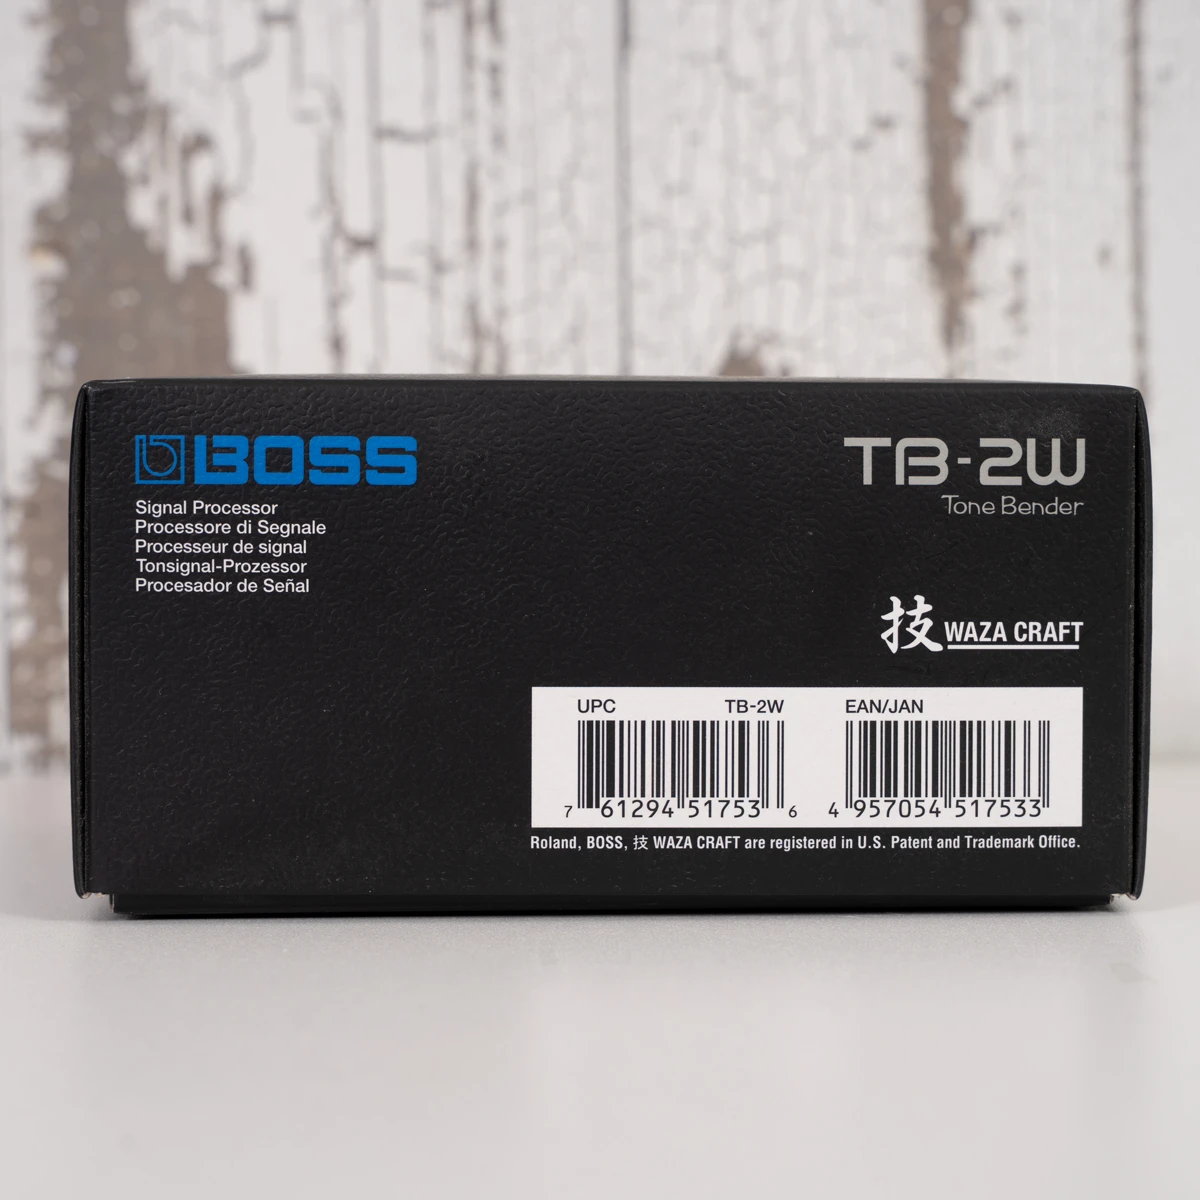 BOSS
Signal Processor
Processore di Segnale
Processeur de signal
Tonsignal-Prozessor
Procesador de Señal
TB-2W
Tone Bender
技 WAZA CRAFT
UPC TB-2W
7 61294 51753 6
EAN/JAN
4 957054 517533
Roland, BOSS, 技 WAZA CRAFT are registered in U.S. Patent and Trademark Office.